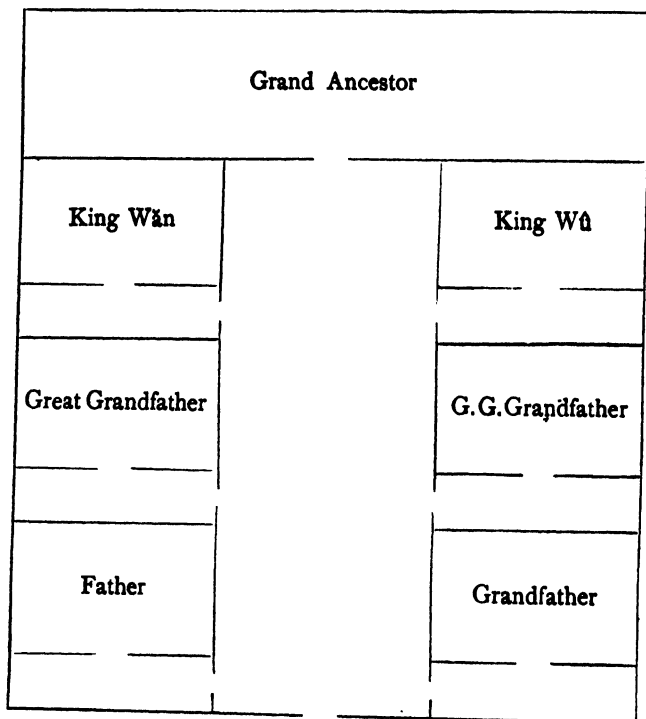 Grand Ancestor
King Wăn
King Wû
Great Grandfather
G. G. Grandfather
Father
Grandfather